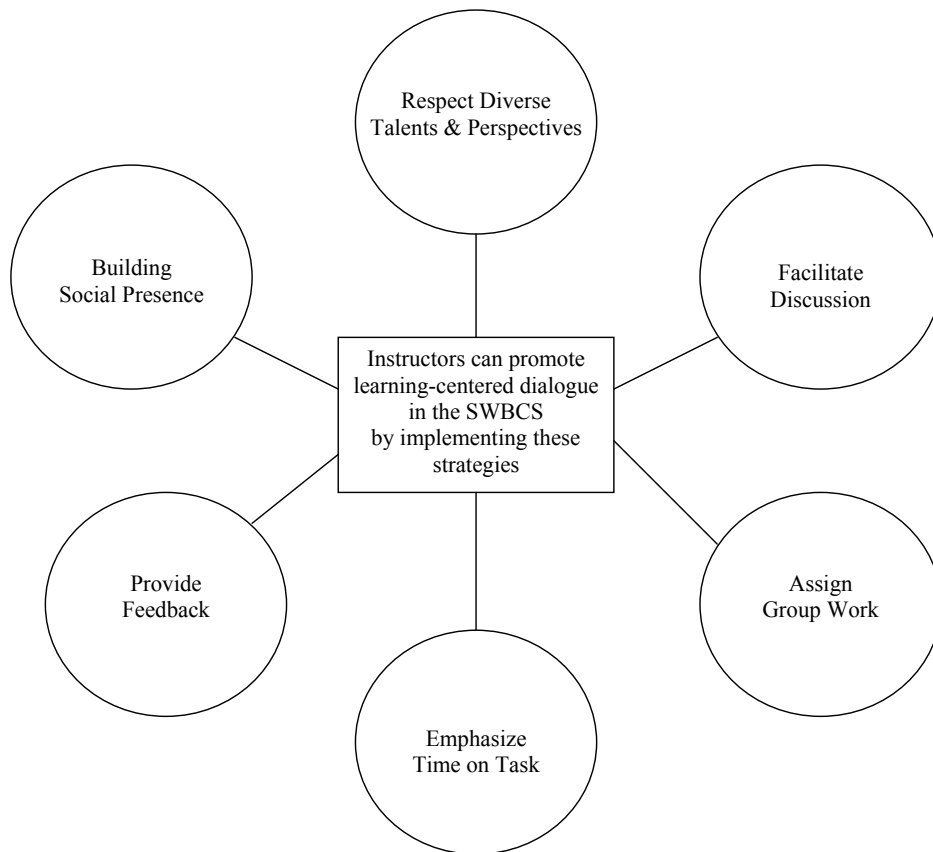 Respect Diverse
Talents & Perspectives
Building
Social Presence
Facilitate
Discussion
Instructors can promote
learning-centered dialogue
in the SWBCS
by implementing these
strategies
Provide
Feedback
Assign
Group Work
Emphasize
Time on Task